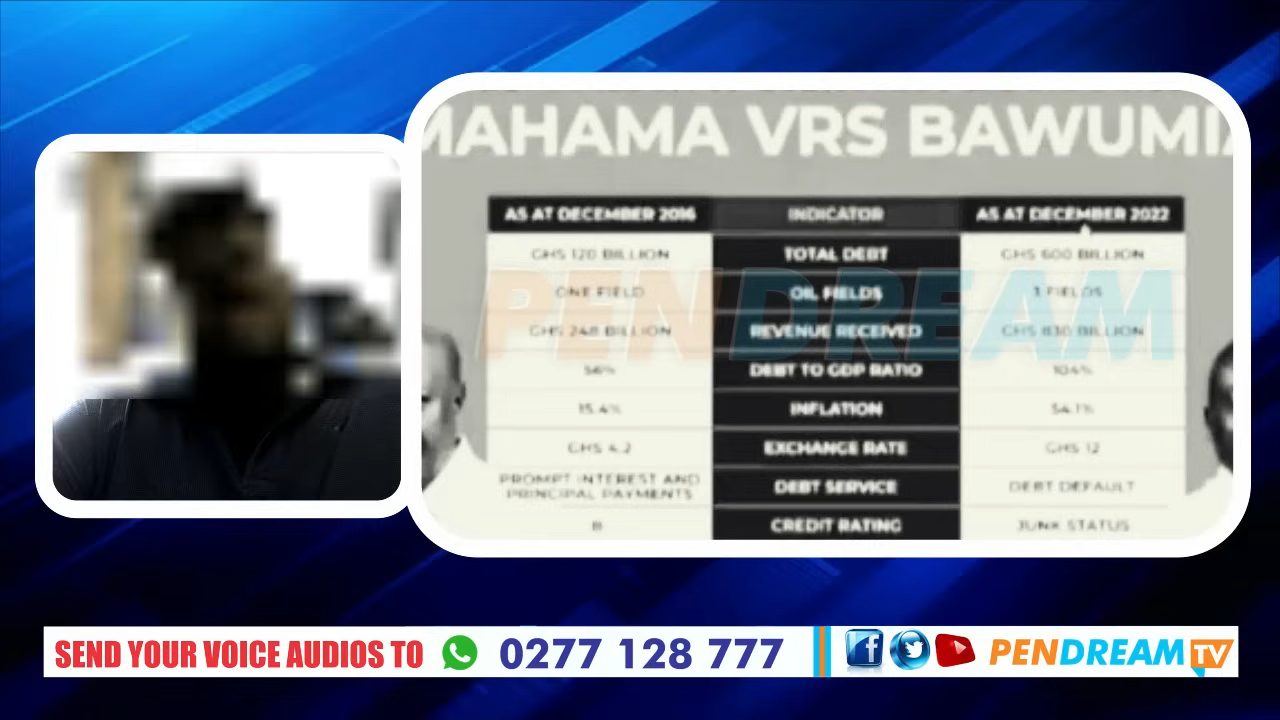 MAHAMA VRS BAWUMIA
AS AT DECEMBER 2016 INDICATOR AS AT DECEMBER 2022
GHS 120 BILLION TOTAL DEBT GHS 600 BILLION
ONE FIELD OIL FIELDS 3 FIELDS
GHS 248 BILLION REVENUE RECEIVED GHS 830 BILLION
56% DEBT TO GDP RATIO 104%
15.4% INFLATION 54.1%
GHS 4.2 EXCHANGE RATE GHS 12
PROMPT INTEREST AND
PRINCIPAL PAYMENTS DEBT SERVICE DEBT DEFAULT
B CREDIT RATING JUNK STATUS
PENDREAM
SEND YOUR VOICE AUDIOS TO 0277 128 777 PENDREAM TV